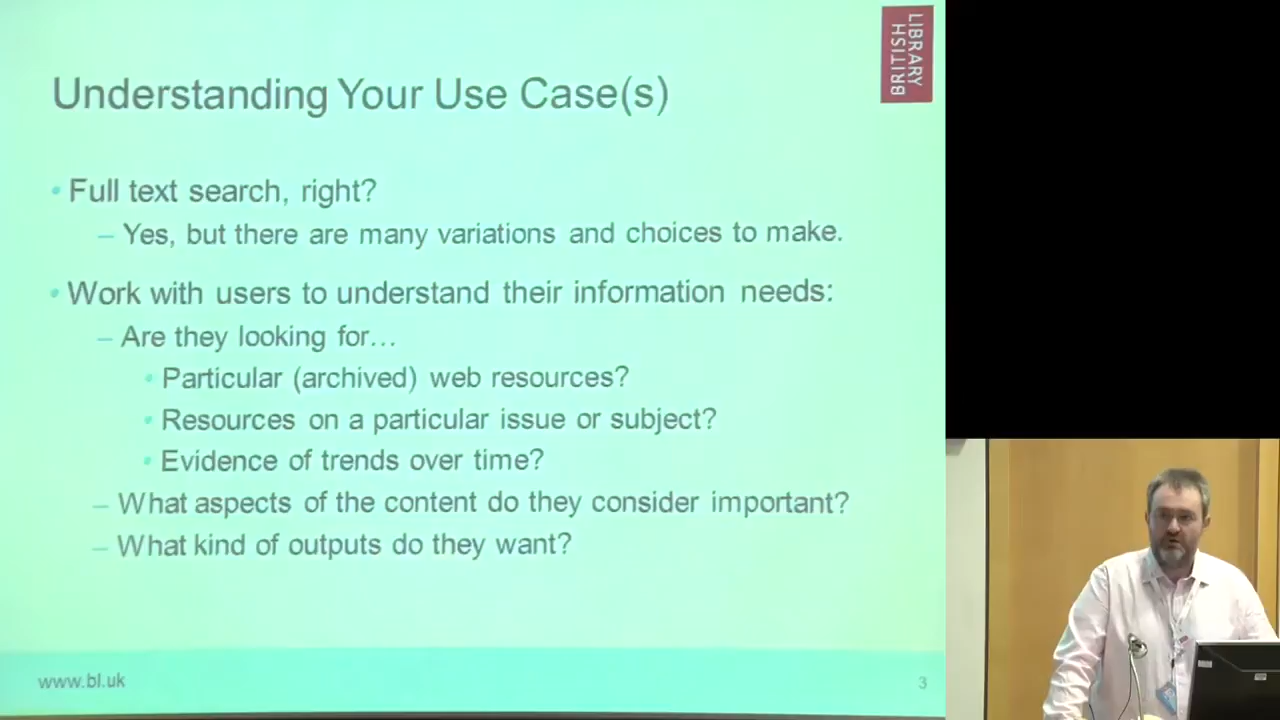 LIBRARY
BRITISH
Understanding Your Use Case(s)
• Full text search, right?
– Yes, but there are many variations and choices to make.
• Work with users to understand their information needs:
– Are they looking for…
• Particular (archived) web resources?
• Resources on a particular issue or subject?
• Evidence of trends over time?
– What aspects of the content do they consider important?
– What kind of outputs do they want?
www.bl.uk
3